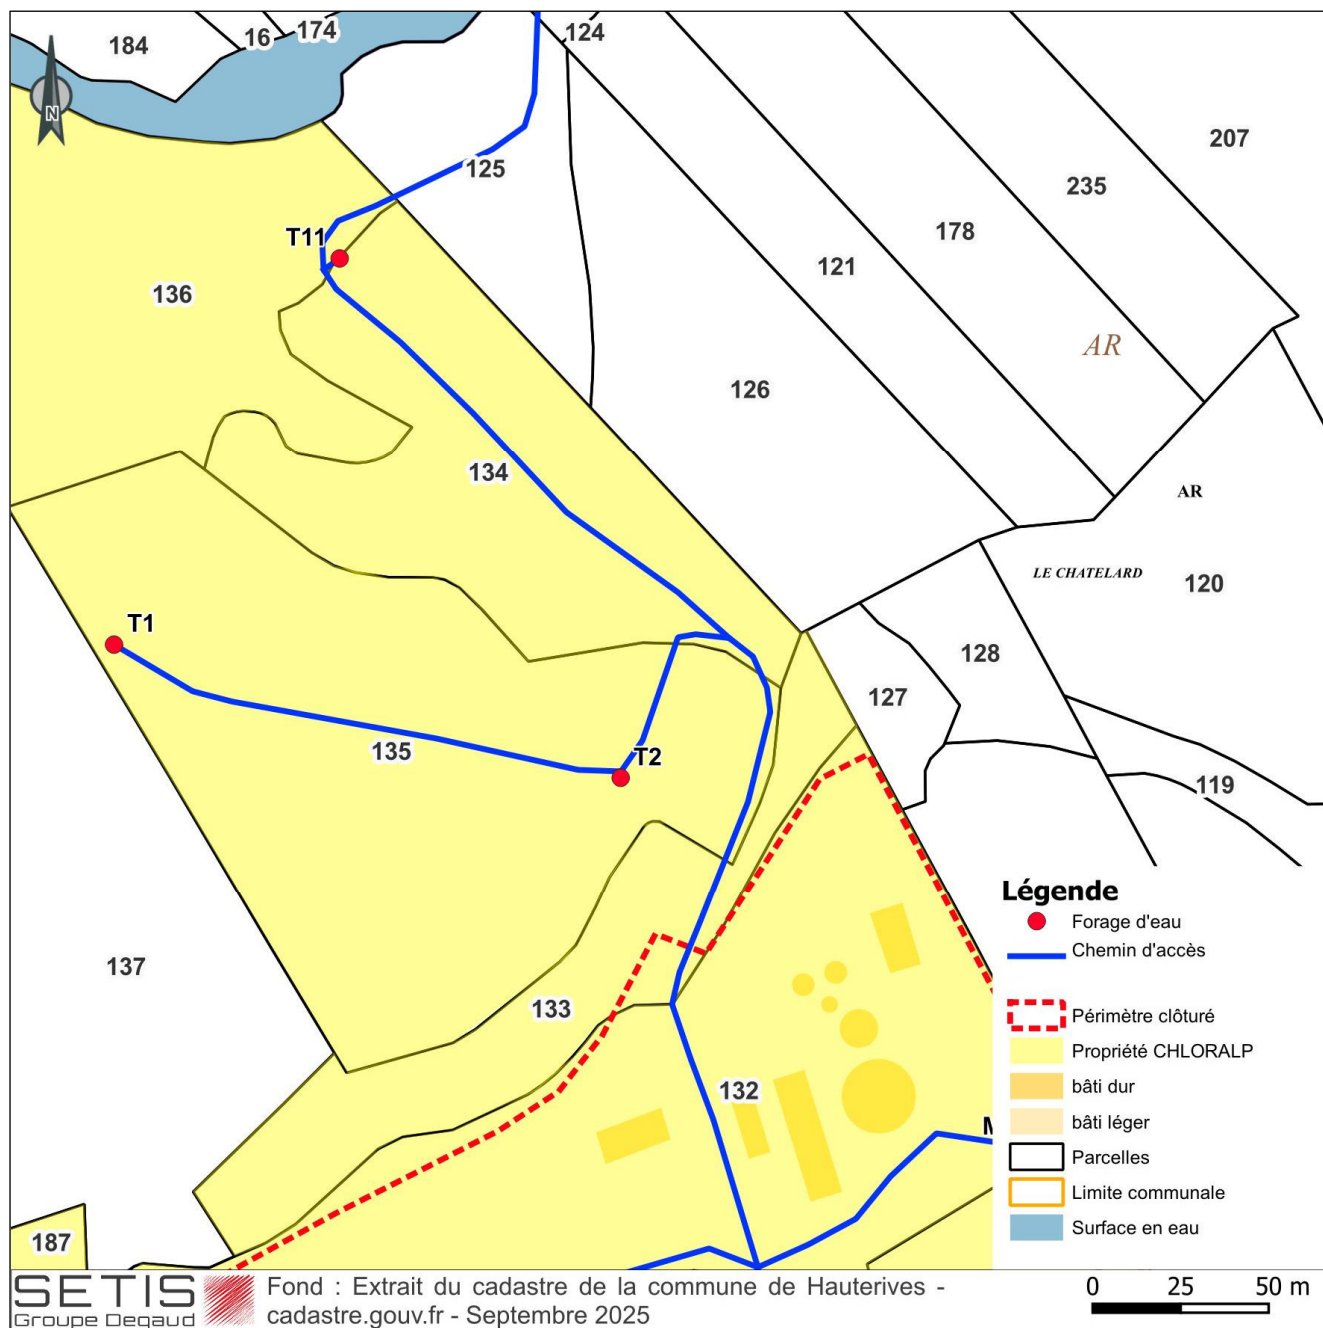 184
16
174
124
207
125
235
N
178
T11
121
136
AR
126
134
AR
LE CHATELARD
120
T1
128
127
135
T2
119
Légende
Forage d'eau
Chemin d'accès
137
133
Périmètre clôturé
Propriété CHLORALP
132
bâti dur
bâti léger
M
Parcelles
Limite communale
Surface en eau
187
SETIS
Groupe Degaud
Fond : Extrait du cadastre de la commune de Hauterives -
cadastre.gouv.fr - Septembre 2025
0 25 50 m